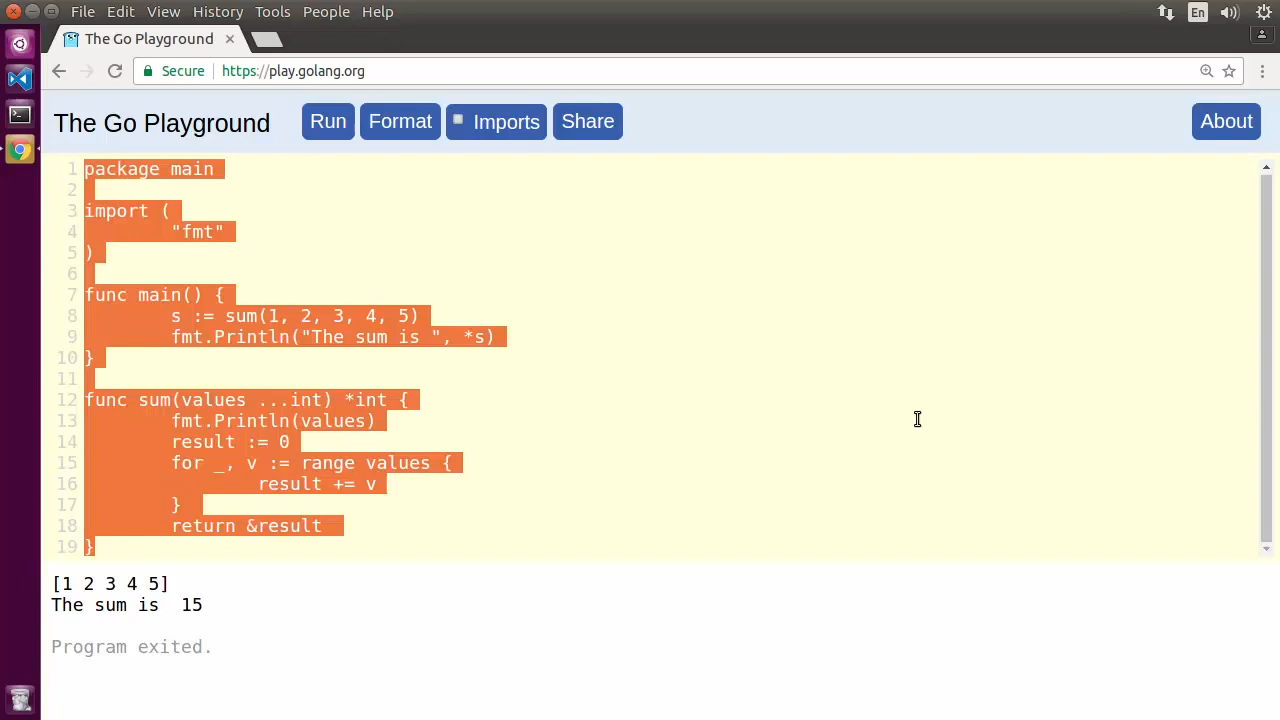 File Edit View History Tools People Help
En
The Go Playground
Secure https://play.golang.org
The Go Playground Run Format Imports Share About
1 package main
2
3 import (
4 "fmt"
5 )
6
7 func main() {
8 s := sum(1, 2, 3, 4, 5)
9 fmt.Println("The sum is ", *s)
10 }
11
12 func sum(values ...int) *int {
13 fmt.Println(values)
14 result := 0
15 for _, v := range values {
16 result += v
17 }
18 return &result
19 }
[1 2 3 4 5]
The sum is  15
Program exited.